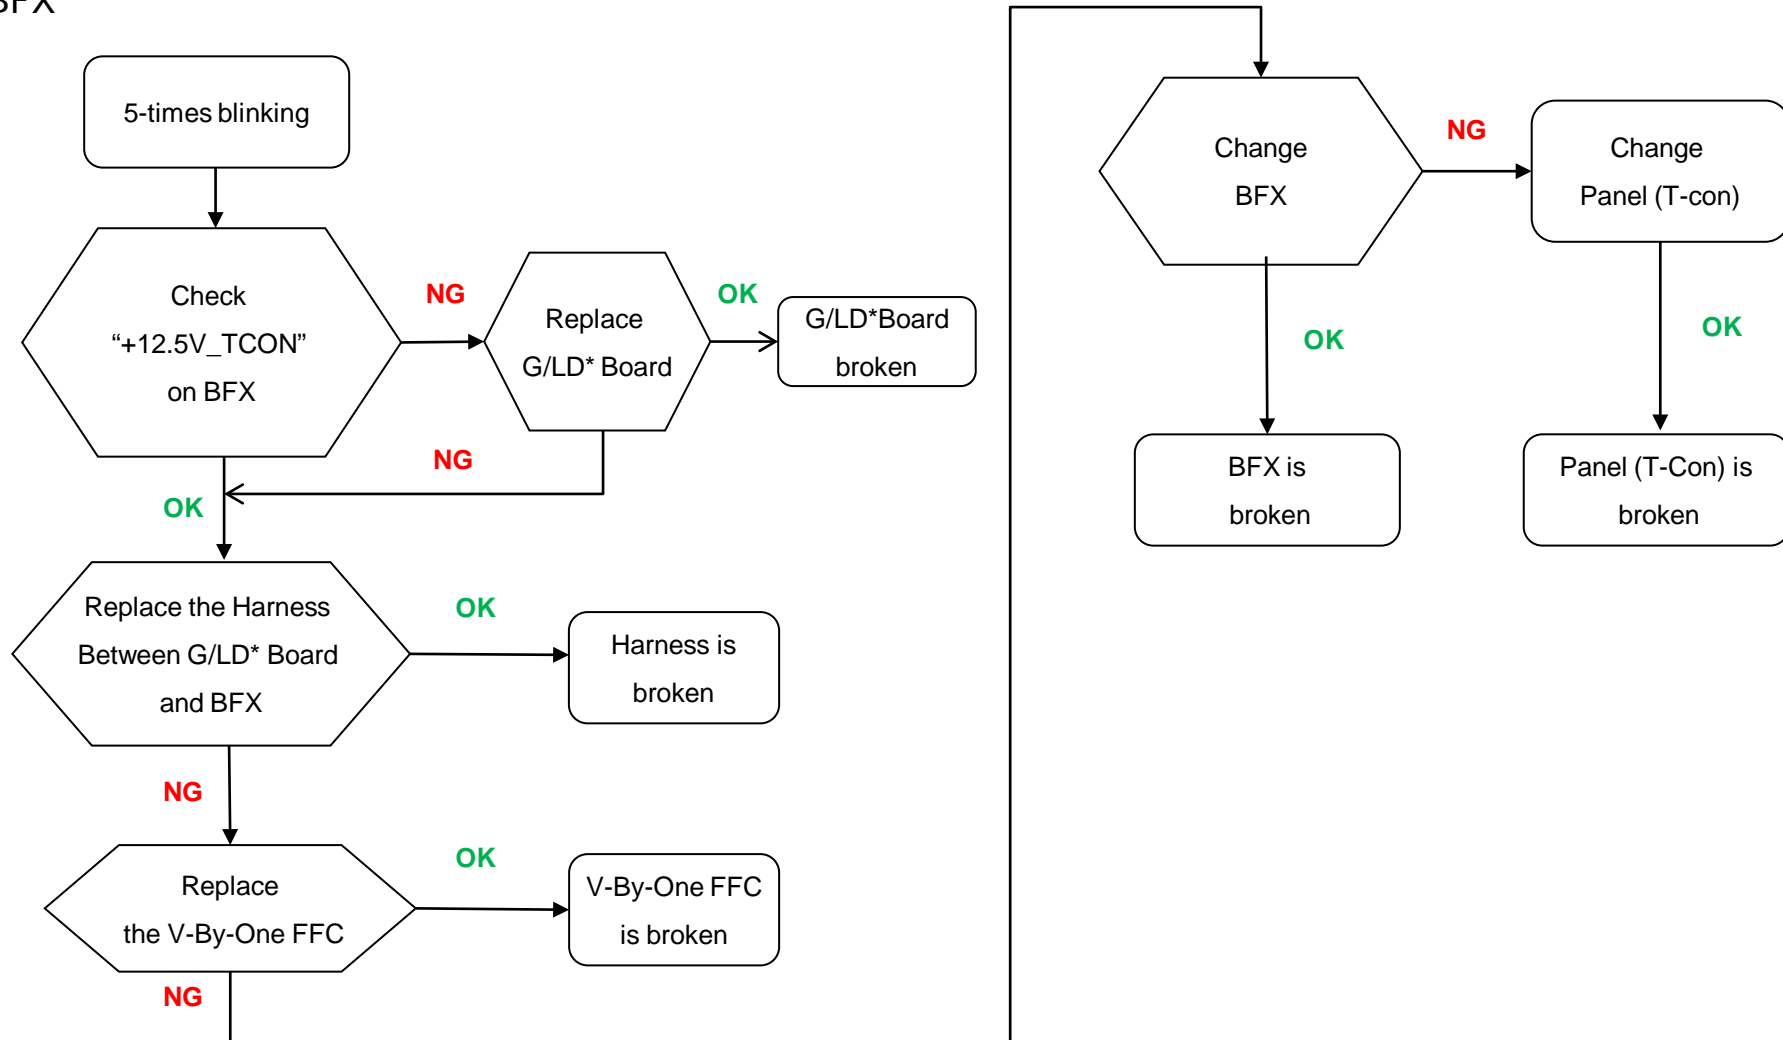 BFX
5-times blinking
Check
“+12.5V_TCON”
on BFX
NG
Replace
G/LD* Board
OK
G/LD*Board
broken
NG
OK
Replace the Harness
Between G/LD* Board
and BFX
OK
Harness is
broken
NG
Replace
the V-By-One FFC
OK
V-By-One FFC
is broken
NG
Change
BFX
NG
Change
Panel (T-con)
OK
OK
BFX is
broken
Panel (T-Con) is
broken